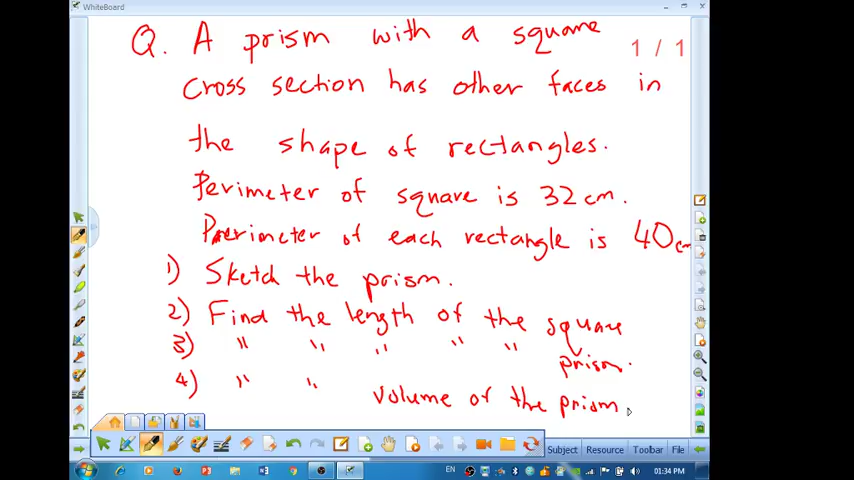 WhiteBoard
Q. A prism with a square
1 / 1
cross section has other faces in
the shape of rectangles.
Perimeter of square is 32 cm.
Perimeter of each rectangle is 40 cm
1) Sketch the prism.
2) Find the length of the square
3) " " " " " prism.
4) " " volume of the prism
Subject Resource Toolbar File
EN 01:34 PM